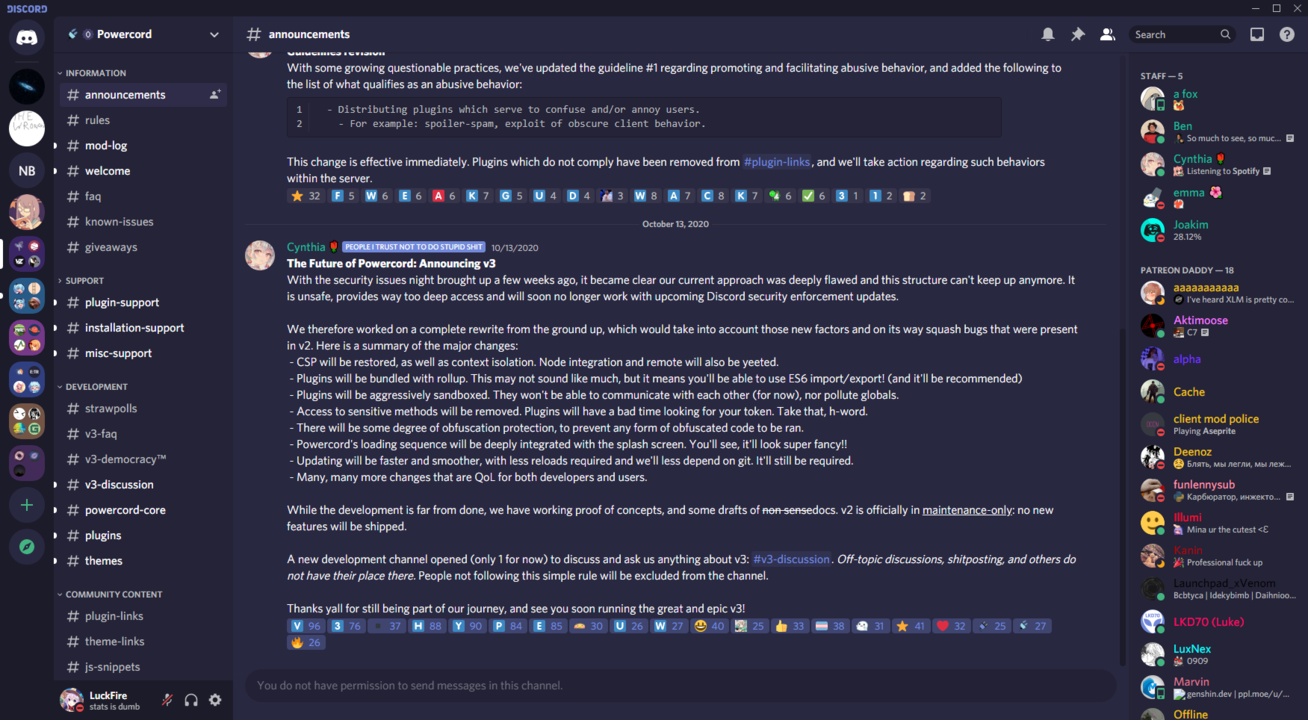 DISCORD
THE
WRONG
NB
Powercord
INFORMATION
# announcements
# rules
# mod-log
# welcome
# faq
# known-issues
# giveaways
SUPPORT
# plugin-support
# installation-support
# misc-support
DEVELOPMENT
# strawpolls
# v3-faq
# v3-democracy™
# v3-discussion
# powercord-core
# plugins
# themes
COMMUNITY CONTENT
# plugin-links
# theme-links
# js-snippets
LuckFire
stats is dumb
# announcements
Search
Guidelines revision
With some growing questionable practices, we've updated the guideline #1 regarding promoting and facilitating abusive behavior, and added the following to
the list of what qualifies as an abusive behavior:
1 - Distributing plugins which serve to confuse and/or annoy users.
2 - For example: spoiler-spam, exploit of obscure client behavior.
This change is effective immediately. Plugins which do not comply have been removed from #plugin-links, and we'll take action regarding such behaviors
within the server.
⭐ 32 F 5 W 6 E 6 A 6 K 7 G 5 U 4 D 4 3 W 8 A 7 C 8 K 7 6 ✅ 6 3 1 1 2 🍞 2
October 13, 2020
Cynthia🌹 PEOPLE I TRUST NOT TO DO STUPID SHIT 10/13/2020
The Future of Powercord: Announcing v3
With the security issues night brought up a few weeks ago, it became clear our current approach was deeply flawed and this structure can't keep up anymore. It
is unsafe, provides way too deep access and will soon no longer work with upcoming Discord security enforcement updates.
We therefore worked on a complete rewrite from the ground up, which would take into account those new factors and on its way squash bugs that were present
in v2. Here is a summary of the major changes:
- CSP will be restored, as well as context isolation. Node integration and remote will also be yeeted.
- Plugins will be bundled with rollup. This may not sound like much, but it means you'll be able to use ES6 import/export! (and it'll be recommended)
- Plugins will be aggressively sandboxed. They won't be able to communicate with each other (for now), nor pollute globals.
- Access to sensitive methods will be removed. Plugins will have a bad time looking for your token. Take that, h-word.
- There will be some degree of obfuscation protection, to prevent any form of obfuscated code to be ran.
- Powercord's loading sequence will be deeply integrated with the splash screen. You'll see, it'll look super fancy!!
- Updating will be faster and smoother, with less reloads required and we'll less depend on git. It'll still be required.
- Many, many more changes that are QoL for both developers and users.
While the development is far from done, we have working proof of concepts, and some drafts of non sensedocs. v2 is officially in maintenance-only: no new
features will be shipped.
A new development channel opened (only 1 for now) to discuss and ask us anything about v3: #v3-discussion. Off-topic discussions, shitposting, and others do
not have their place there. People not following this simple rule will be excluded from the channel.
Thanks yall for still being part of our journey, and see you soon running the great and epic v3!
V 96 3 76 37 H 88 Y 90 P 84 E 85 30 U 26 W 27 40 25 👍 33 38 31 ⭐ 41 ❤️ 32 25 27
🔥 26
You do not have permission to send messages in this channel.
STAFF — 5
a fox
Ben
So much to see, so muc...
Cynthia🌹
Listening to Spotify
emma🌺
Joakim
28.12%
PATREON DADDY — 18
aaaaaaaaaaa
I've heard XLM is pretty co...
Aktimoose
C7
alpha
Cache
client mod police
Playing Aseprite
Deenoz
Блять, мы легли, мы леж...
funlennysub
Карбюратор, инжекто...
Illumi
Mina ur the cutest <Ɛ
Kanin
Professional fuck up
Launchpad_xVenom
Bcbtyca | Idekybimb | Daihnioo...
LKD70 (Luke)
LuxNex
0909
Marvin
genshin.dev | ppl.moe/u/...
Offline